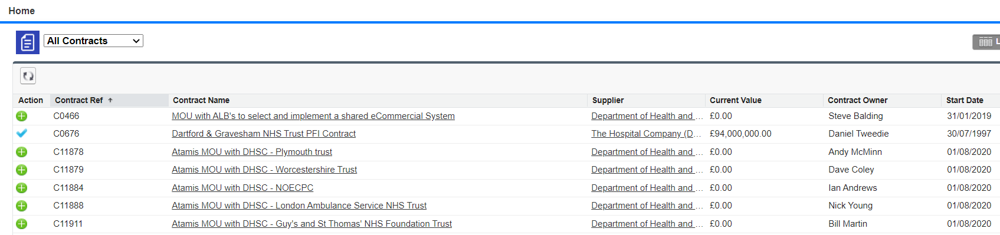 Home
All Contracts
L
Action Contract Ref ↑ Contract Name Supplier Current Value Contract Owner Start Date
C0466 MOU with ALB's to select and implement a shared eCommercial System Department of Health and ... £0.00 Steve Balding 31/01/2019
C0676 Dartford & Gravesham NHS Trust PFI Contract The Hospital Company (D... £94,000,000.00 Daniel Tweedie 30/07/1997
C11878 Atamis MOU with DHSC - Plymouth trust Department of Health and ... £0.00 Andy McMinn 01/08/2020
C11879 Atamis MOU with DHSC - Worcestershire Trust Department of Health and ... £0.00 Dave Coley 01/08/2020
C11884 Atamis MOU with DHSC - NOECPC Department of Health and ... £0.00 Ian Andrews 01/08/2020
C11888 Atamis MOU with DHSC - London Ambulance Service NHS Trust Department of Health and ... £0.00 Nick Young 01/08/2020
C11911 Atamis MOU with DHSC - Guy's and St Thomas' NHS Foundation Trust Department of Health and ... £0.00 Bill Martin 01/08/2020